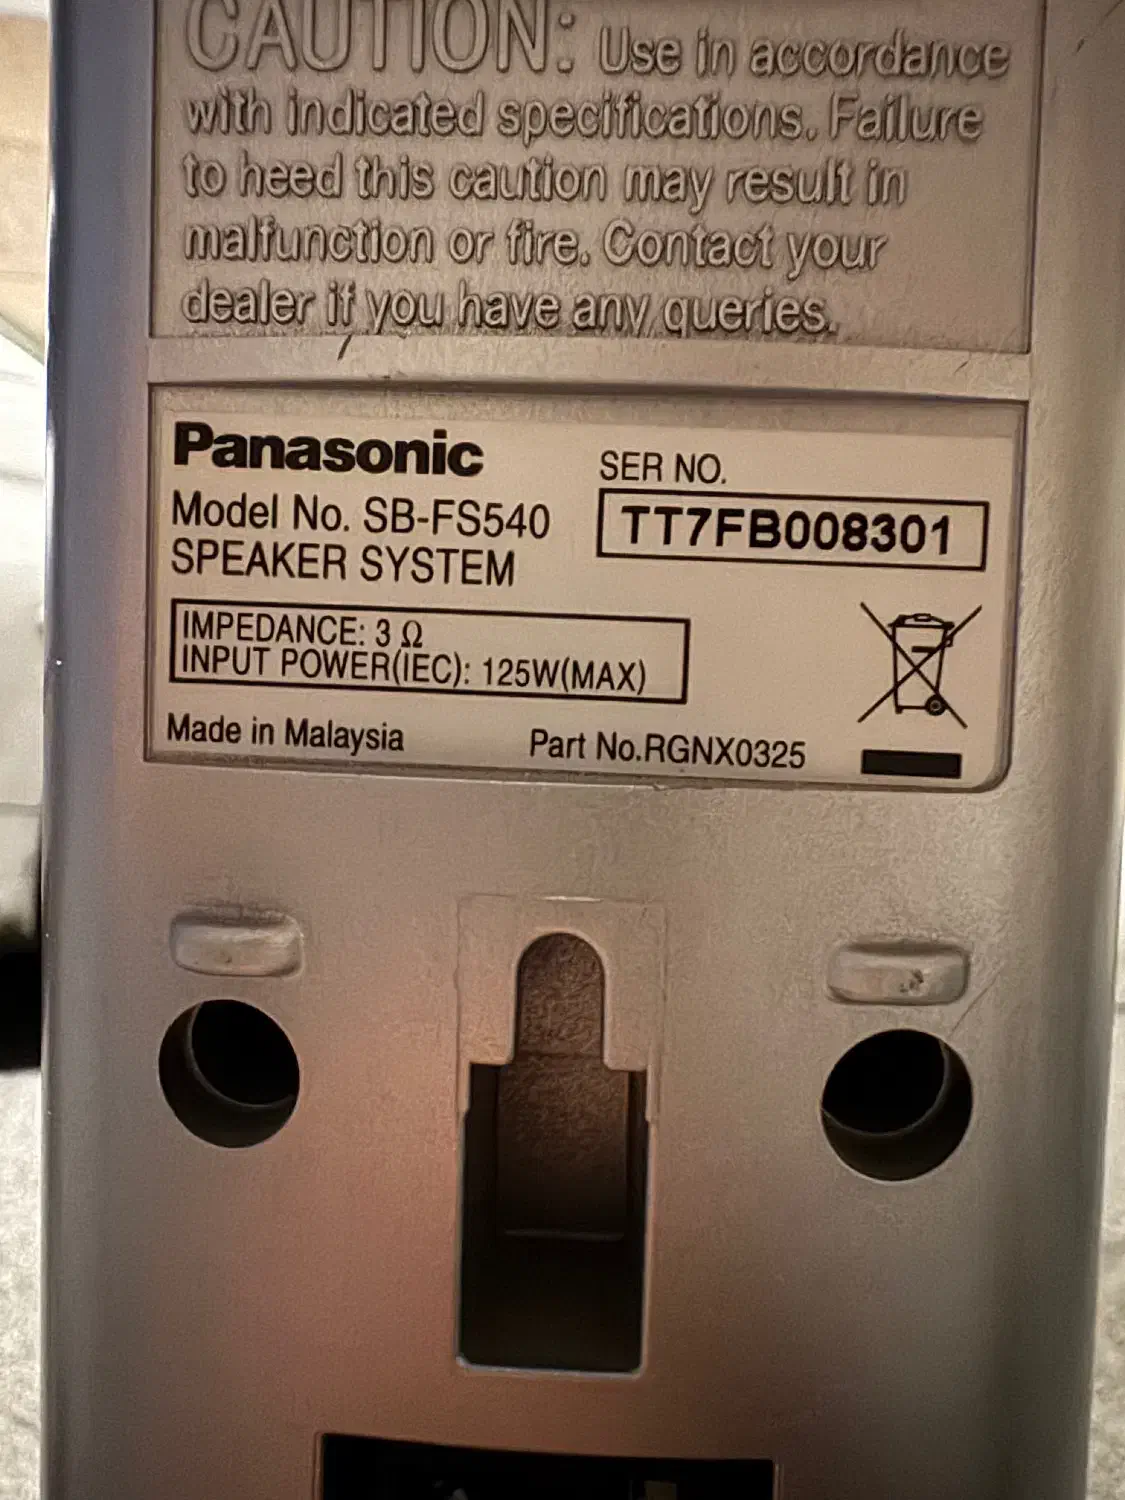 CAUTION: Use in accordance
with indicated specifications. Failure
to heed this caution may result in
malfunction or fire. Contact your
dealer if you have any queries.
Panasonic
Model No. SB-FS540
SPEAKER SYSTEM
SER NO.
TT7FB008301
IMPEDANCE: 3 Ω
INPUT POWER(IEC): 125W(MAX)
Made in Malaysia
Part No.RGNX0325